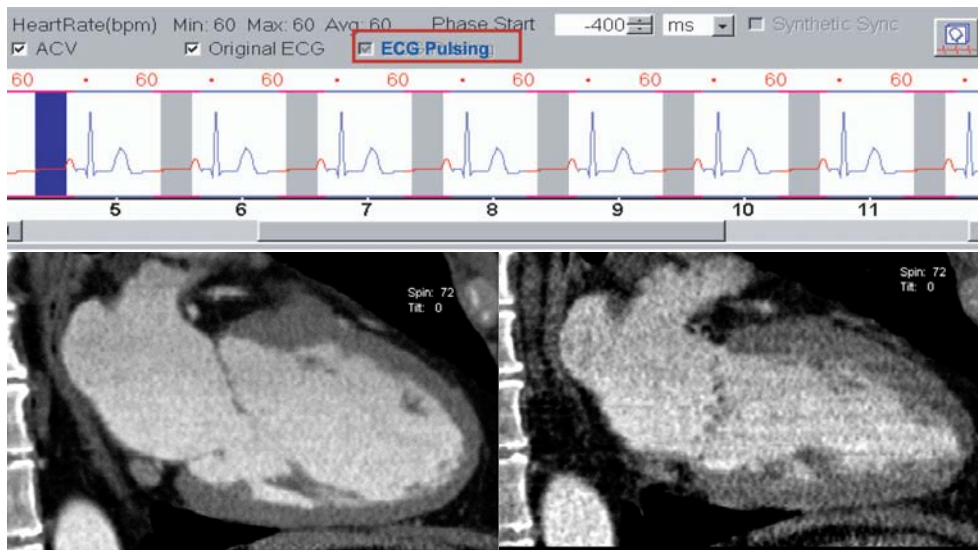 HeartRate(bpm) Min: 60 Max: 60 Avg: 60 Phase Start -400 ms Synthetic Sync
ACV Original ECG ECG Pulsing
60 60 60 60 60 60 60 60
5 6 7 8 9 10 11
Spin: 72
Tilt: 0
Spin: 72
Tilt: 0